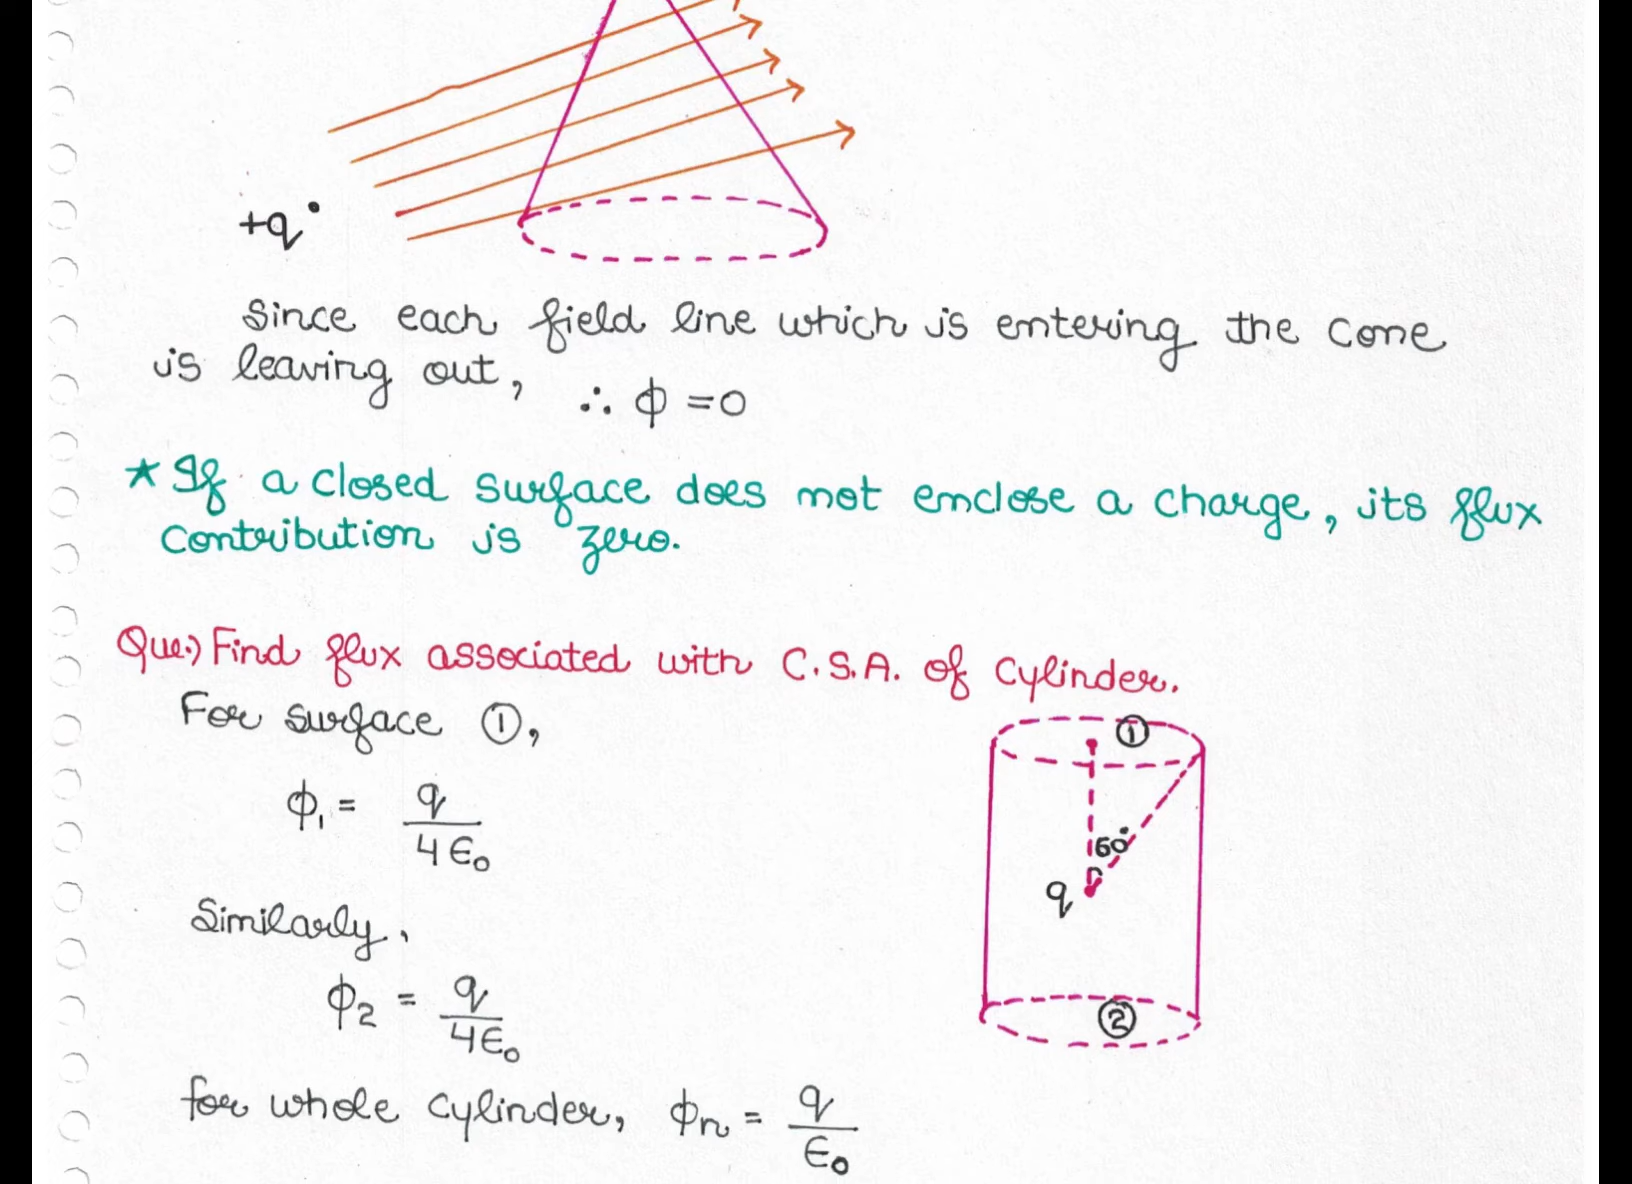 +q
Since each field line which is entering the cone
is leaving out, ∴ ϕ = 0
★ If a closed surface does not enclose a charge, its flux
contribution is zero.
Que:) Find flux associated with C.S.A. of cylinder.
For surface ①,
ϕ₁ = q / 4ϵ₀
Similarly,
ϕ₂ = q / 4ϵ₀
for whole cylinder, ϕn = q / ϵ₀
①
60°
q
②